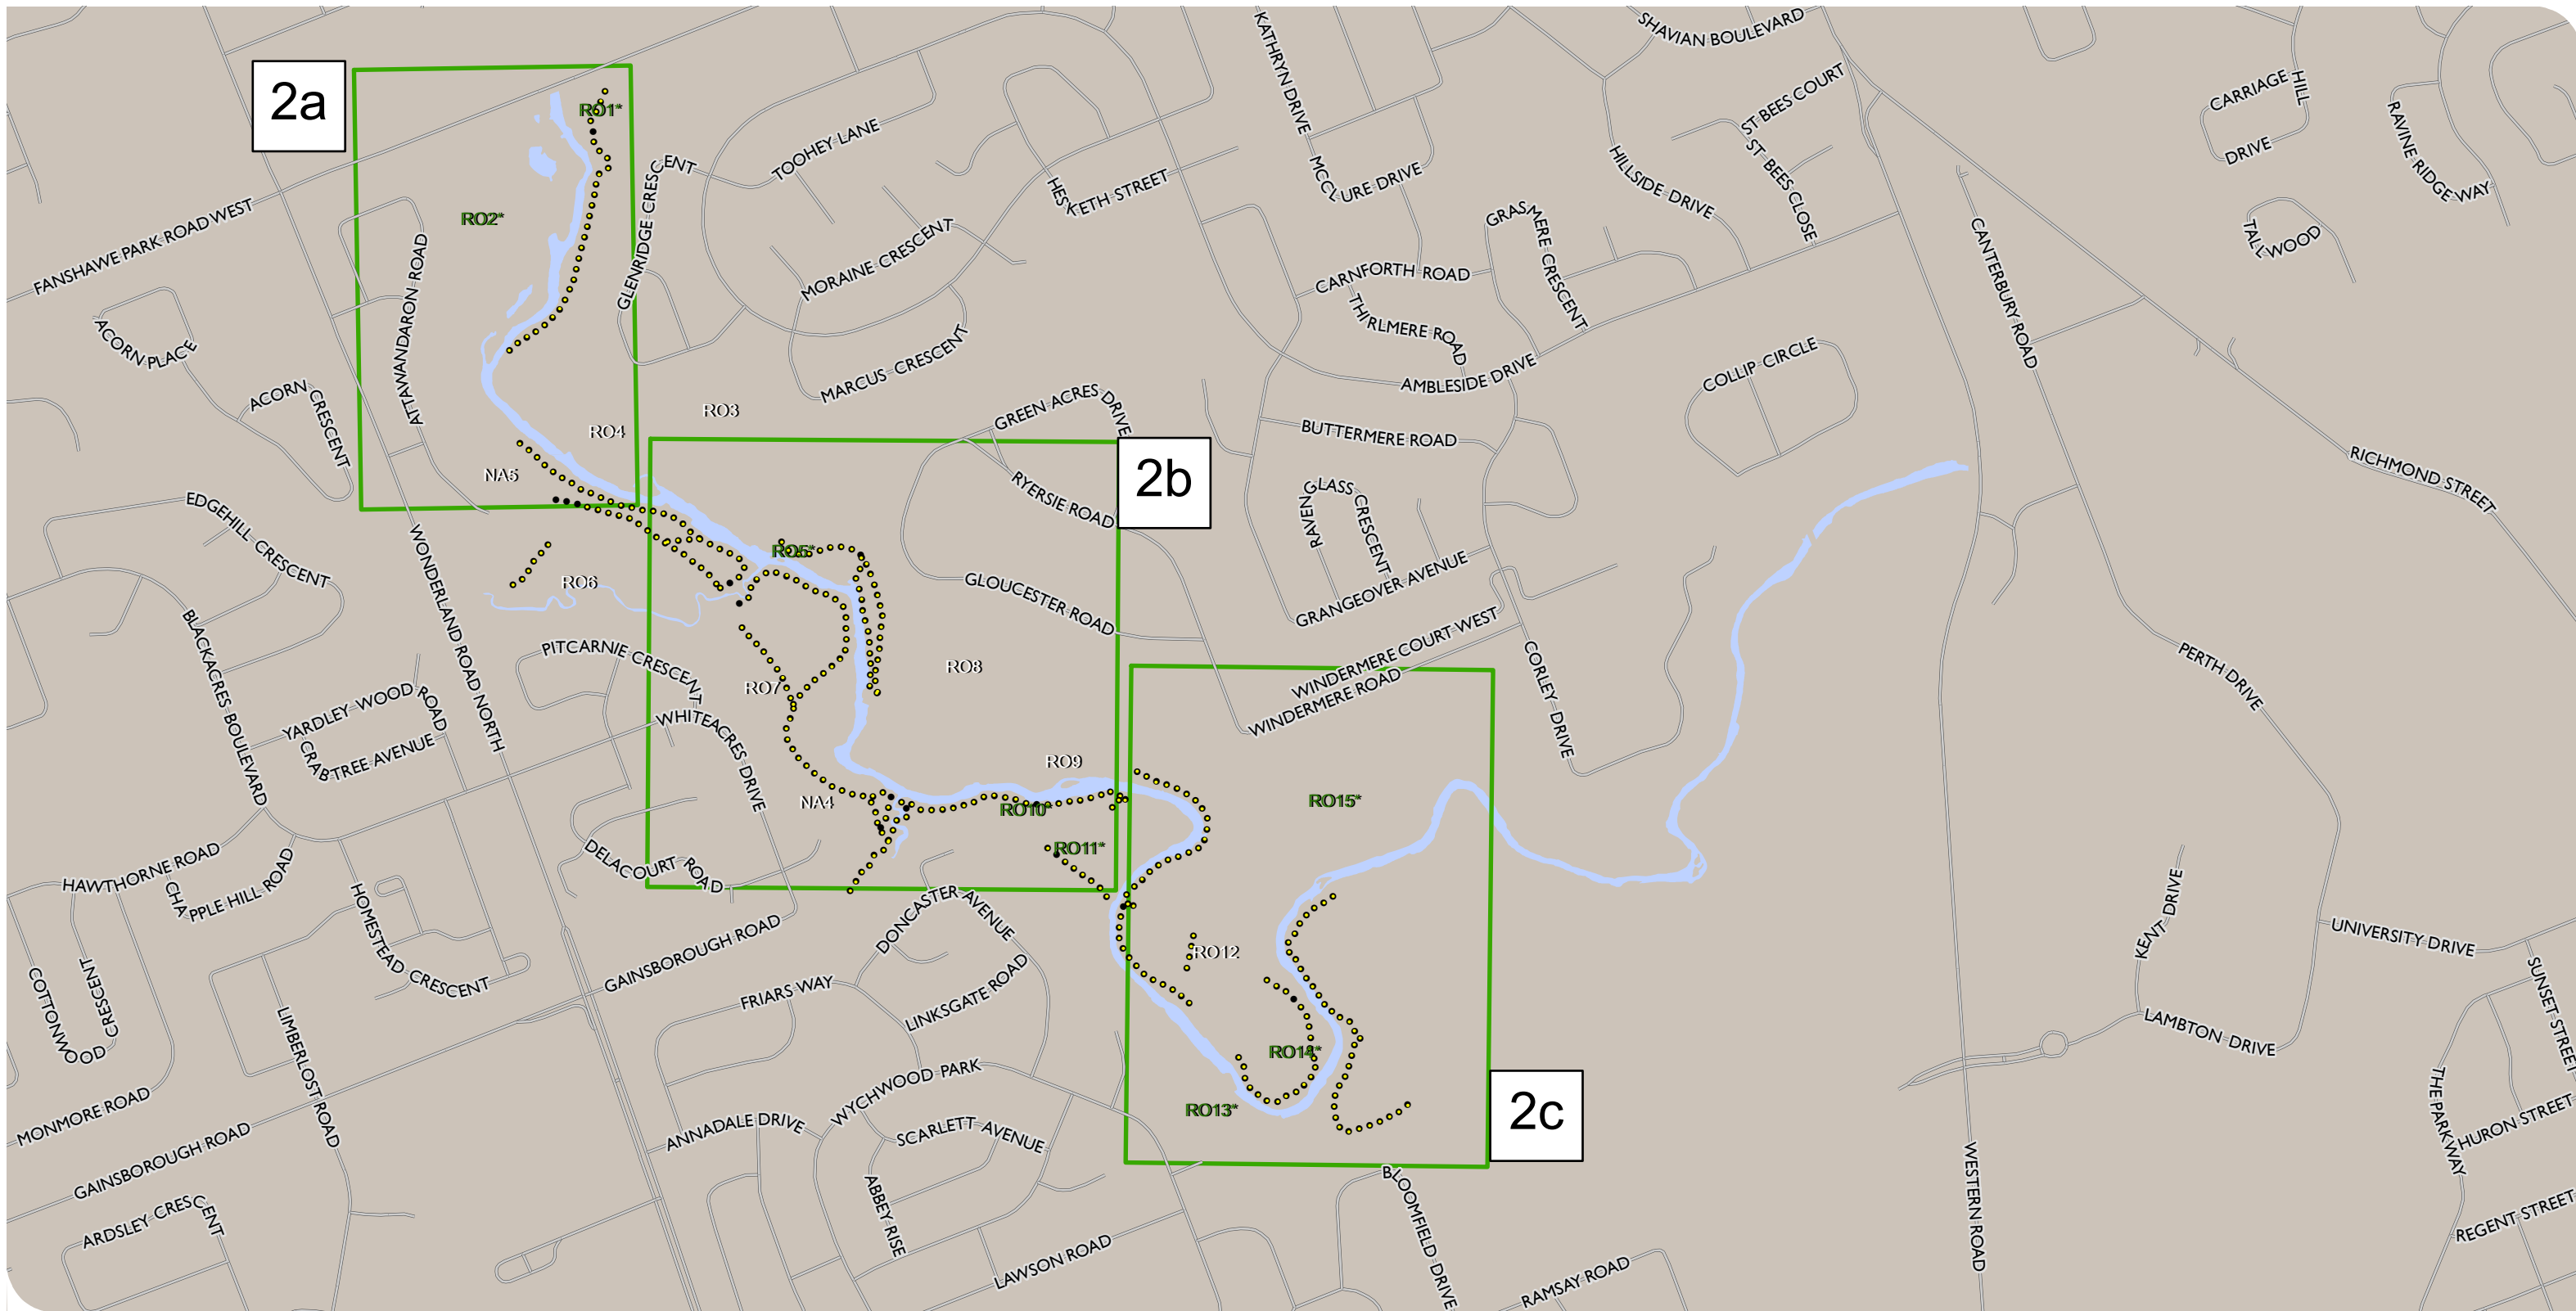 SHAVIAN BOULEVARD
KATHRYN DRIVE
2a
RO1*
CARRIAGE
HILL
DRIVE
ST BEES COURT
ST BEES CLOSE
RAVINE RIDGE WAY
TOOHEY LANE
GLENRIDGE CRESCENT
HESKETH STREET
MCCLURE DRIVE
HILLSIDE DRIVE
RO2*
FANSHAWE PARK ROAD WEST
ATTAWANDARON ROAD
MORAINE CRESCENT
GRASMERE CRESCENT
CARNFORTH ROAD
THIRLMERE ROAD
CANTERBURY ROAD
TALLWOOD
ACORN PLACE
ACORN CRESCENT
MARCUS CRESCENT
AMBLESIDE DRIVE
COLLIP CIRCLE
RO3
RO4
GREEN ACRES DRIVE
BUTTERMERE ROAD
RICHMOND STREET
NA5
2b
RYERSIE ROAD
RAVENGLASS CRESCENT
EDGEHILL CRESCENT
WONDERLAND ROAD NORTH
RO5*
RO6
GLOUCESTER ROAD
GRANGEOVER AVENUE
BLACKACRES BOULEVARD
PITCARNIE CRESCENT
RO7
RO8
WINDERMERE COURT WEST
WINDERMERE ROAD
CORLEY DRIVE
PERTH DRIVE
YARDLEY WOOD ROAD
CRABTREE AVENUE
WHITEACRES DRIVE
RO9
NA4
RO10*
RO15*
HAWTHORNE ROAD
CHAPPLE HILL ROAD
DELACOURT ROAD
RO11*
HOMESTEAD CRESCENT
GAINSBOROUGH ROAD
DONCASTER AVENUE
RO12
KENT DRIVE
UNIVERSITY DRIVE
COTTONWOOD
CRESCENT
FRIARS WAY
LINKSGATE ROAD
SUNSET STREET
LIMBERLOST ROAD
LAMBTON DRIVE
RO14*
MONMORE ROAD
WYCHWOOD PARK
RO13*
2c
THE PARKWAY
HURON STREET
ANNADALE DRIVE
SCARLETT AVENUE
GAINSBOROUGH ROAD
ABBEY RISE
BLOOMFIELD DRIVE
WESTERN ROAD
ARDSLEY CRESCENT
LAWSON ROAD
RAMSAY ROAD
REGENT STREET